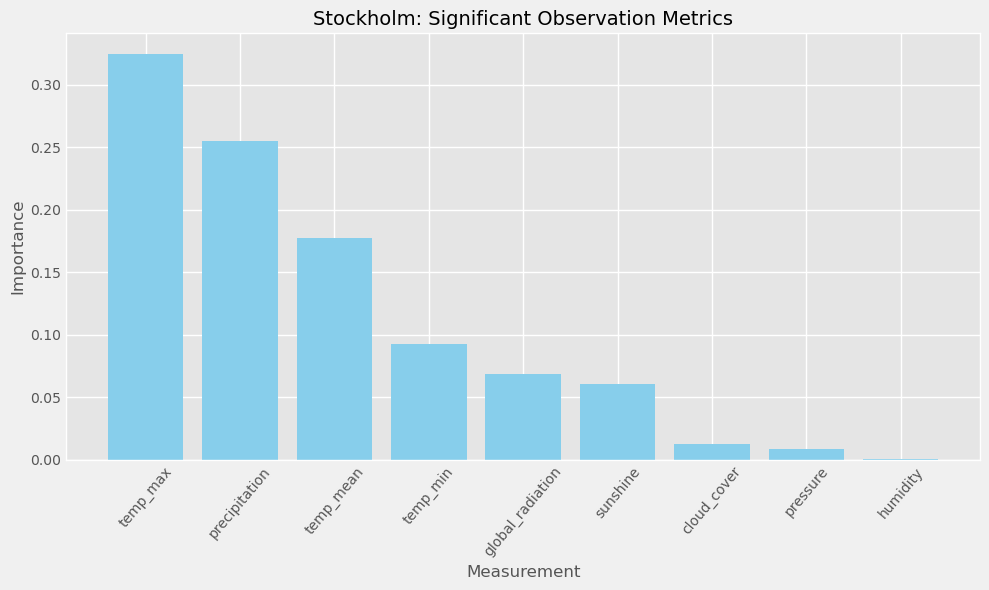 Stockholm: Significant Observation Metrics
Importance
0.30
0.25
0.20
0.15
0.10
0.05
0.00
temp_max
precipitation
temp_mean
temp_min
global_radiation
sunshine
cloud_cover
pressure
humidity
Measurement